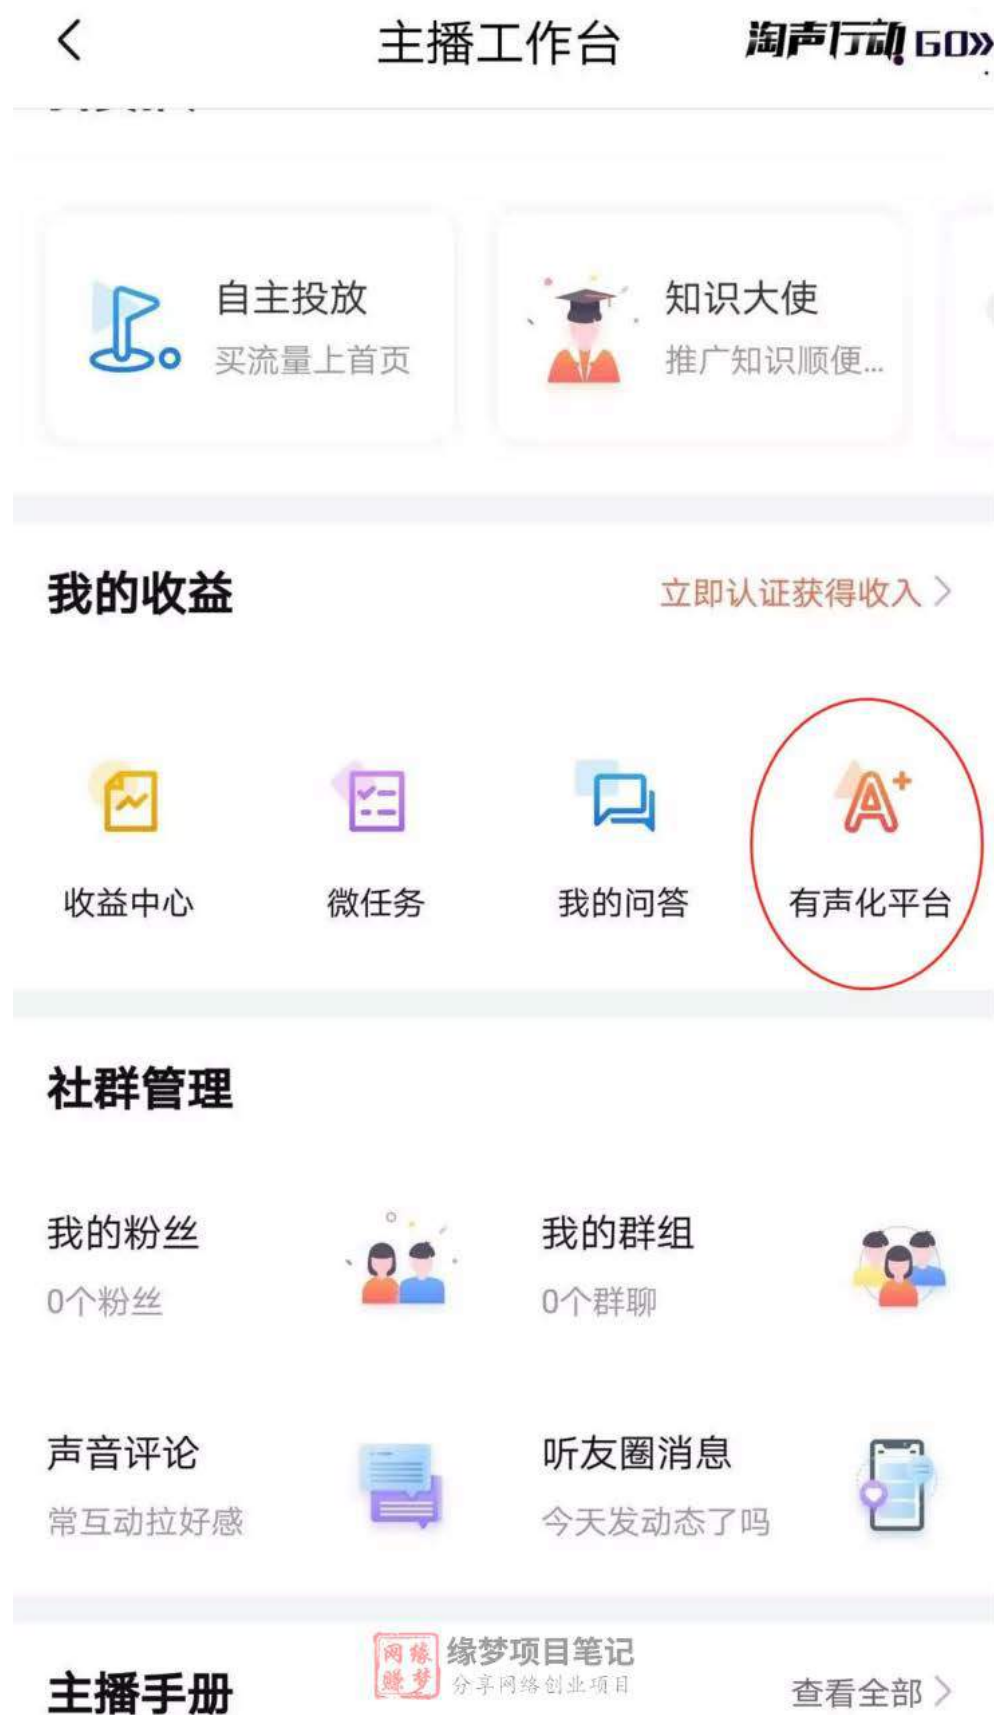 主播工作台
淘声行动 GO»
自主投放
买流量上首页
知识大使
推广知识顺便...
我的收益
立即认证获得收入
收益中心
微任务
我的问答
有声化平台
社群管理
我的粉丝
0个粉丝
我的群组
0个群聊
声音评论
常互动拉好感
听友圈消息
今天发动态了吗
主播手册
网缘赚梦
缘梦项目笔记
分享网络创业项目
查看全部